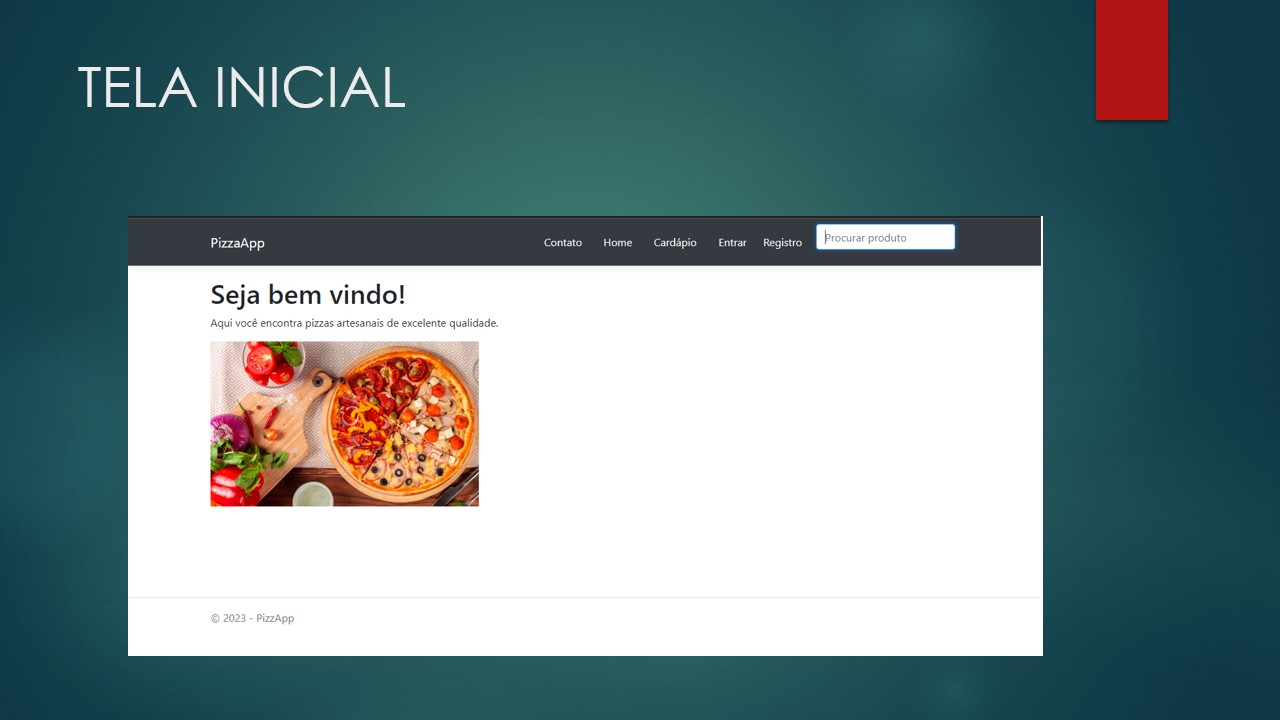 TELA INICIAL
PizzaApp
Contato Home Cardápio Entrar Registro Procurar produto
Seja bem vindo!
Aqui você encontra pizzas artesanais de excelente qualidade.
© 2023 - PizzApp